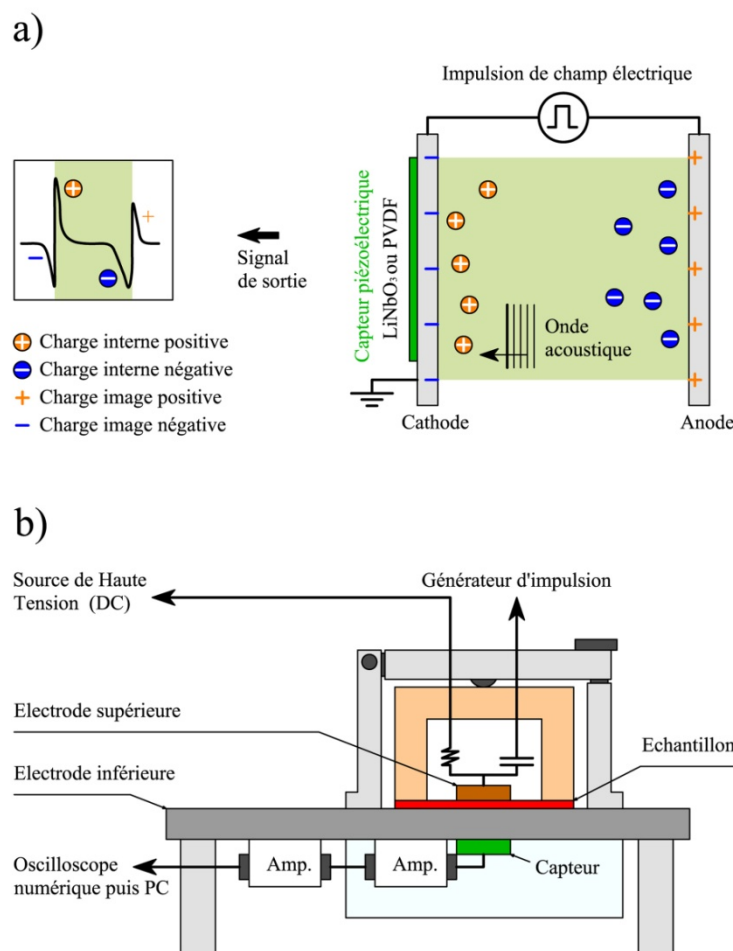 a)
Impulsion de champ électrique
+
−
Signal
de sortie
Capteur piézoélectrique
LiNbO₃ ou PVDF
Onde
acoustique
+ Charge interne positive
− Charge interne négative
+ Charge image positive
− Charge image négative
Cathode
Anode
b)
Source de Haute
Tension (DC)
Générateur d'impulsion
Electrode supérieure
Echantillon
Electrode inférieure
Oscilloscope
numérique puis PC
Amp.
Amp.
Capteur